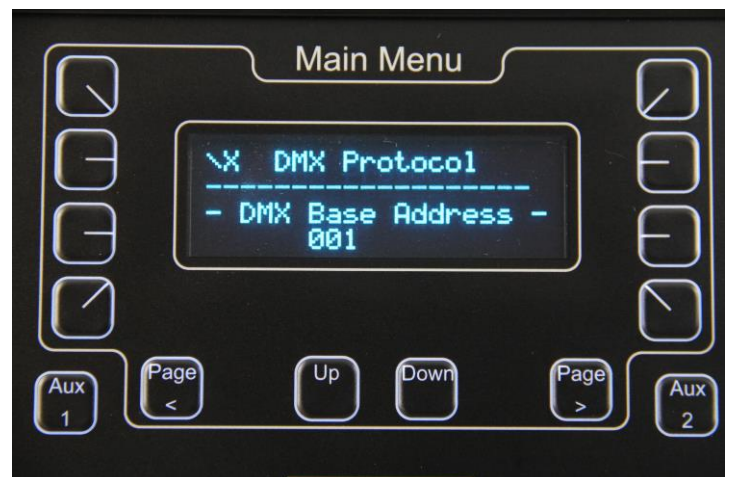 Main Menu
\X DMX Protocol
--------------------
- DMX Base Address -
001
Aux
1
Page
<
Up
Down
Page
>
Aux
2